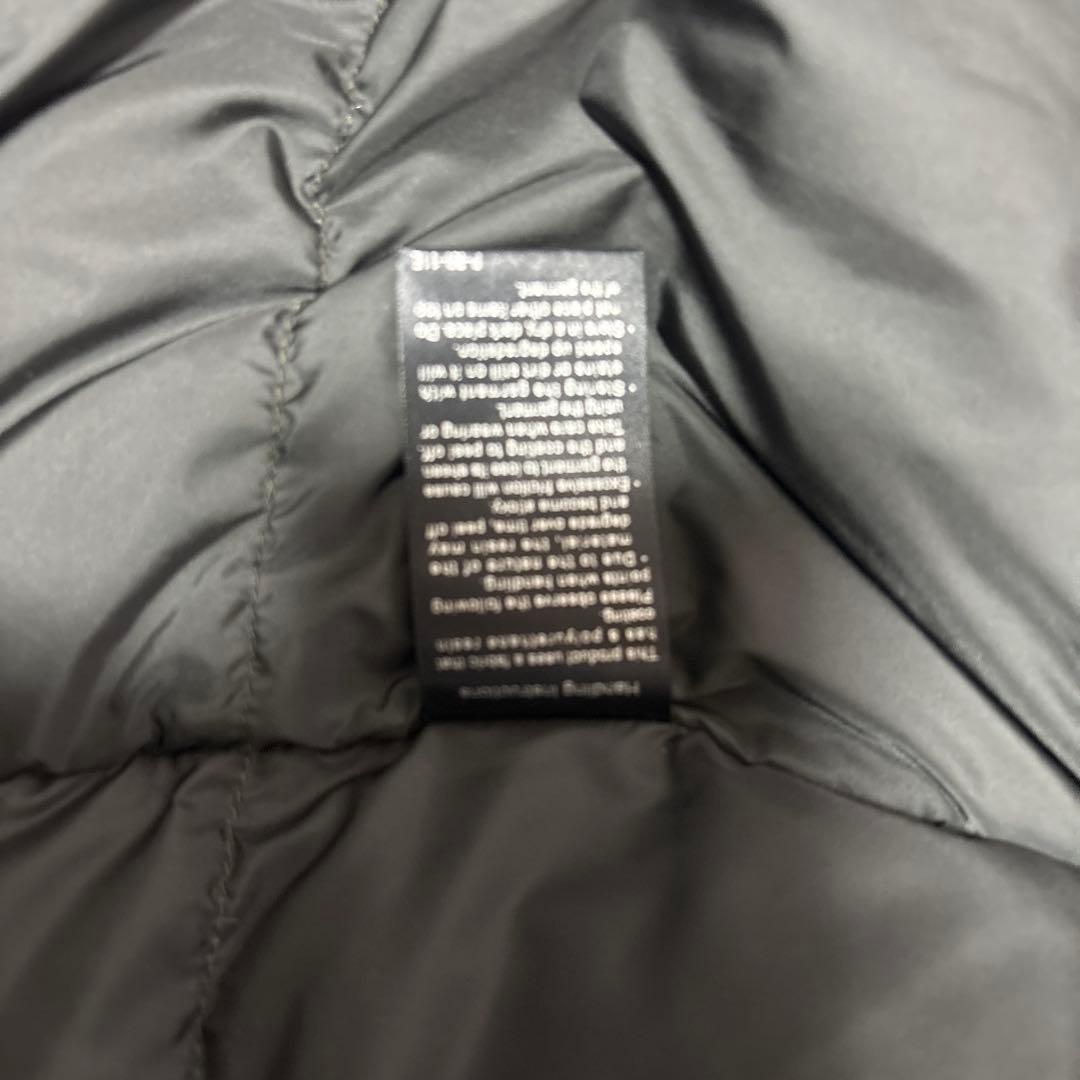 Handling Instructions
This product uses a fabric that
has a polyurethane resin
coating.
Please observe the following
points when handling.
• Due to the nature of the
material, the resin may
degrade over time, peel off
and become sticky.
• Excessive friction will cause
the garment to lose its sheen
and the coating to peel off.
Take care when wearing or
using the garment.
• Storing the garment with
stains or dirt still on it will
speed up degradation.
• Store in a dry, dark place. Do
not place other items on top
of the garment.